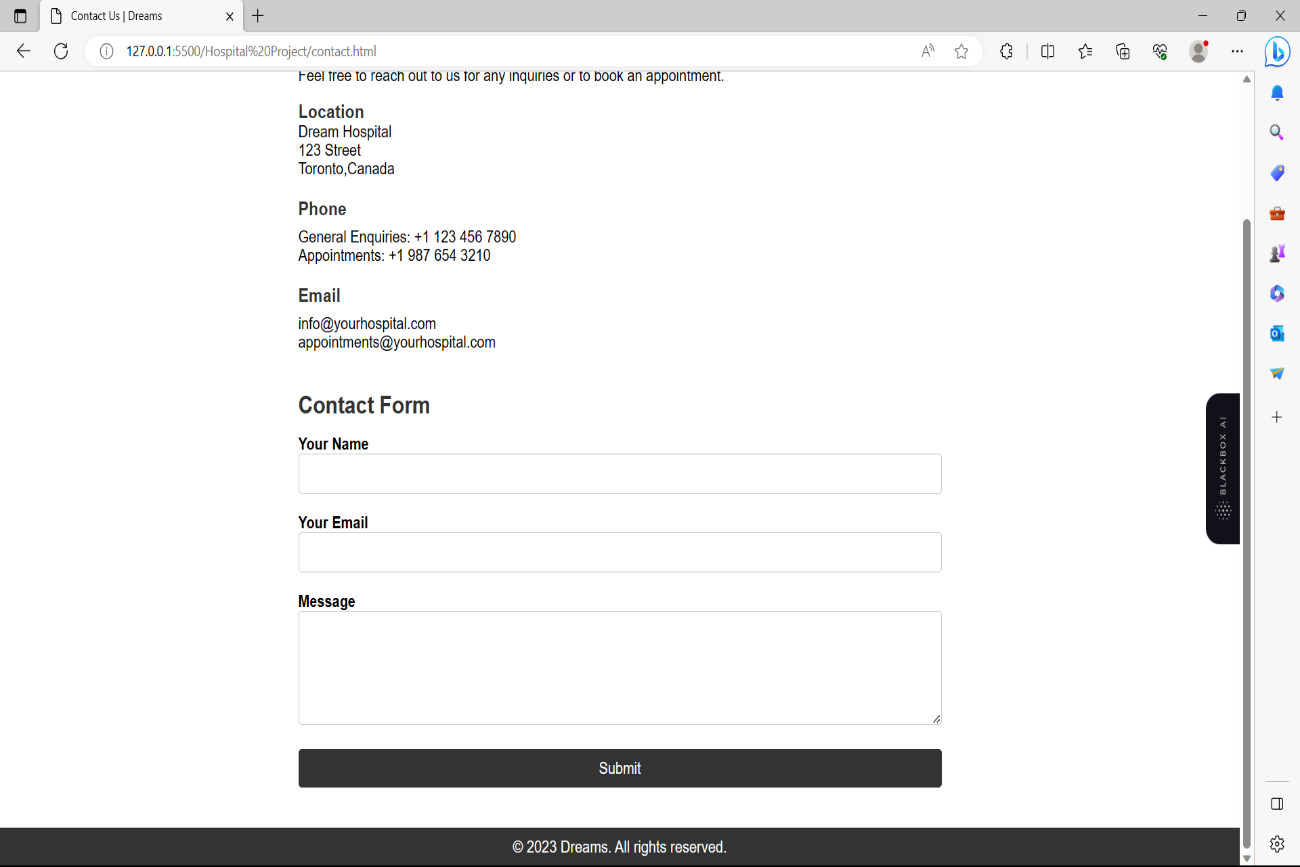 Contact Us | Dreams
127.0.0.1:5500/Hospital%20Project/contact.html
Feel free to reach out to us for any inquiries or to book an appointment.
Location
Dream Hospital
123 Street
Toronto,Canada
Phone
General Enquiries: +1 123 456 7890
Appointments: +1 987 654 3210
Email
info@yourhospital.com
appointments@yourhospital.com
Contact Form
Your Name
Your Email
Message
BLACKBOX AI
Submit
© 2023 Dreams. All rights reserved.